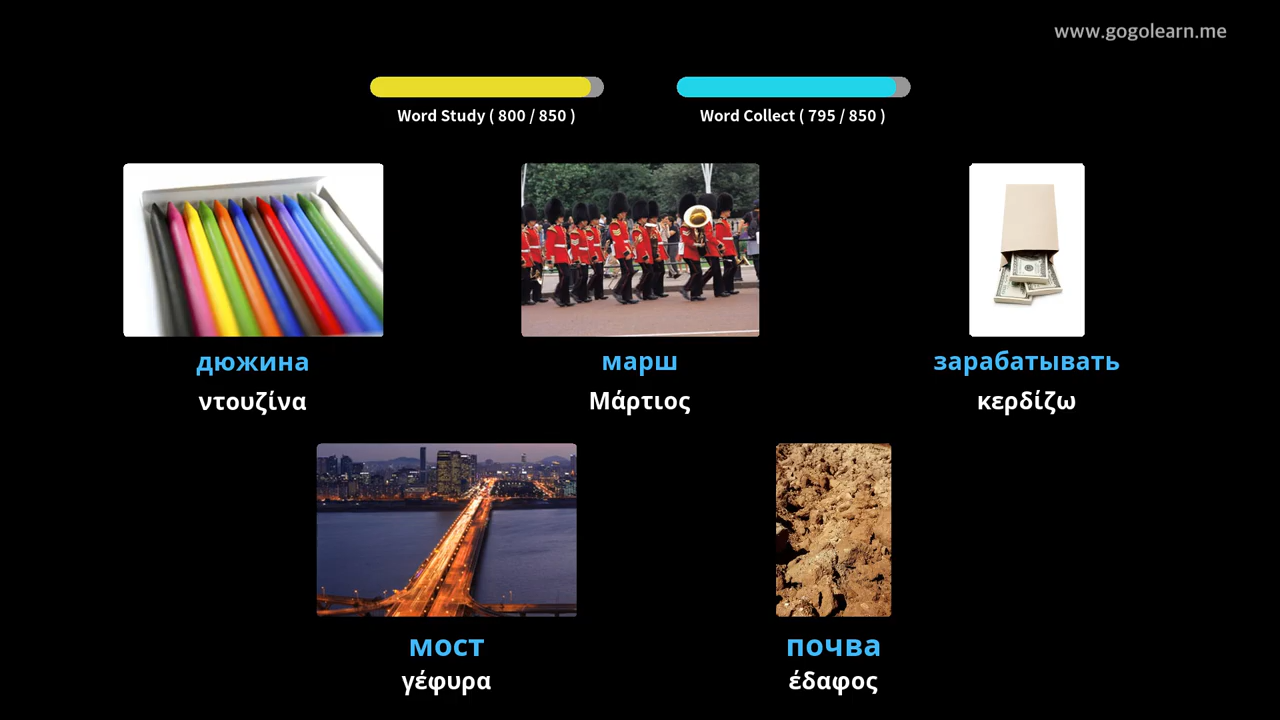 www.gogolearn.me
Word Study ( 800 / 850 )
Word Collect ( 795 / 850 )
дюжина
марш
зарабатывать
ντουζίνα
Μάρτιος
κερδίζω
мост
почва
γέφυρα
έδαφος